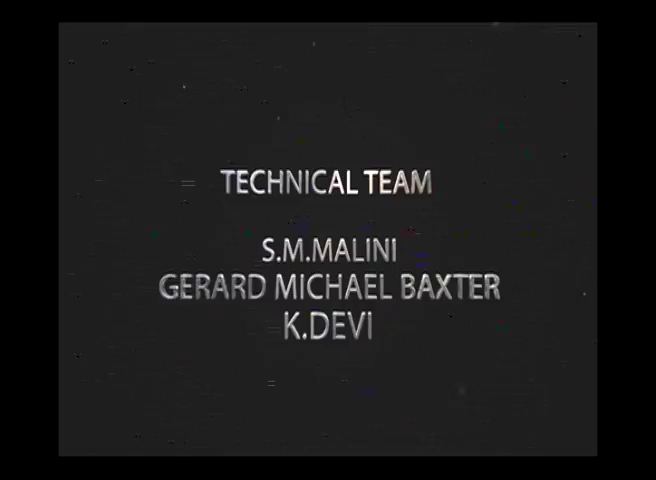 TECHNICAL TEAM
S.M.MALINI
GERARD MICHAEL BAXTER
K.DEVI